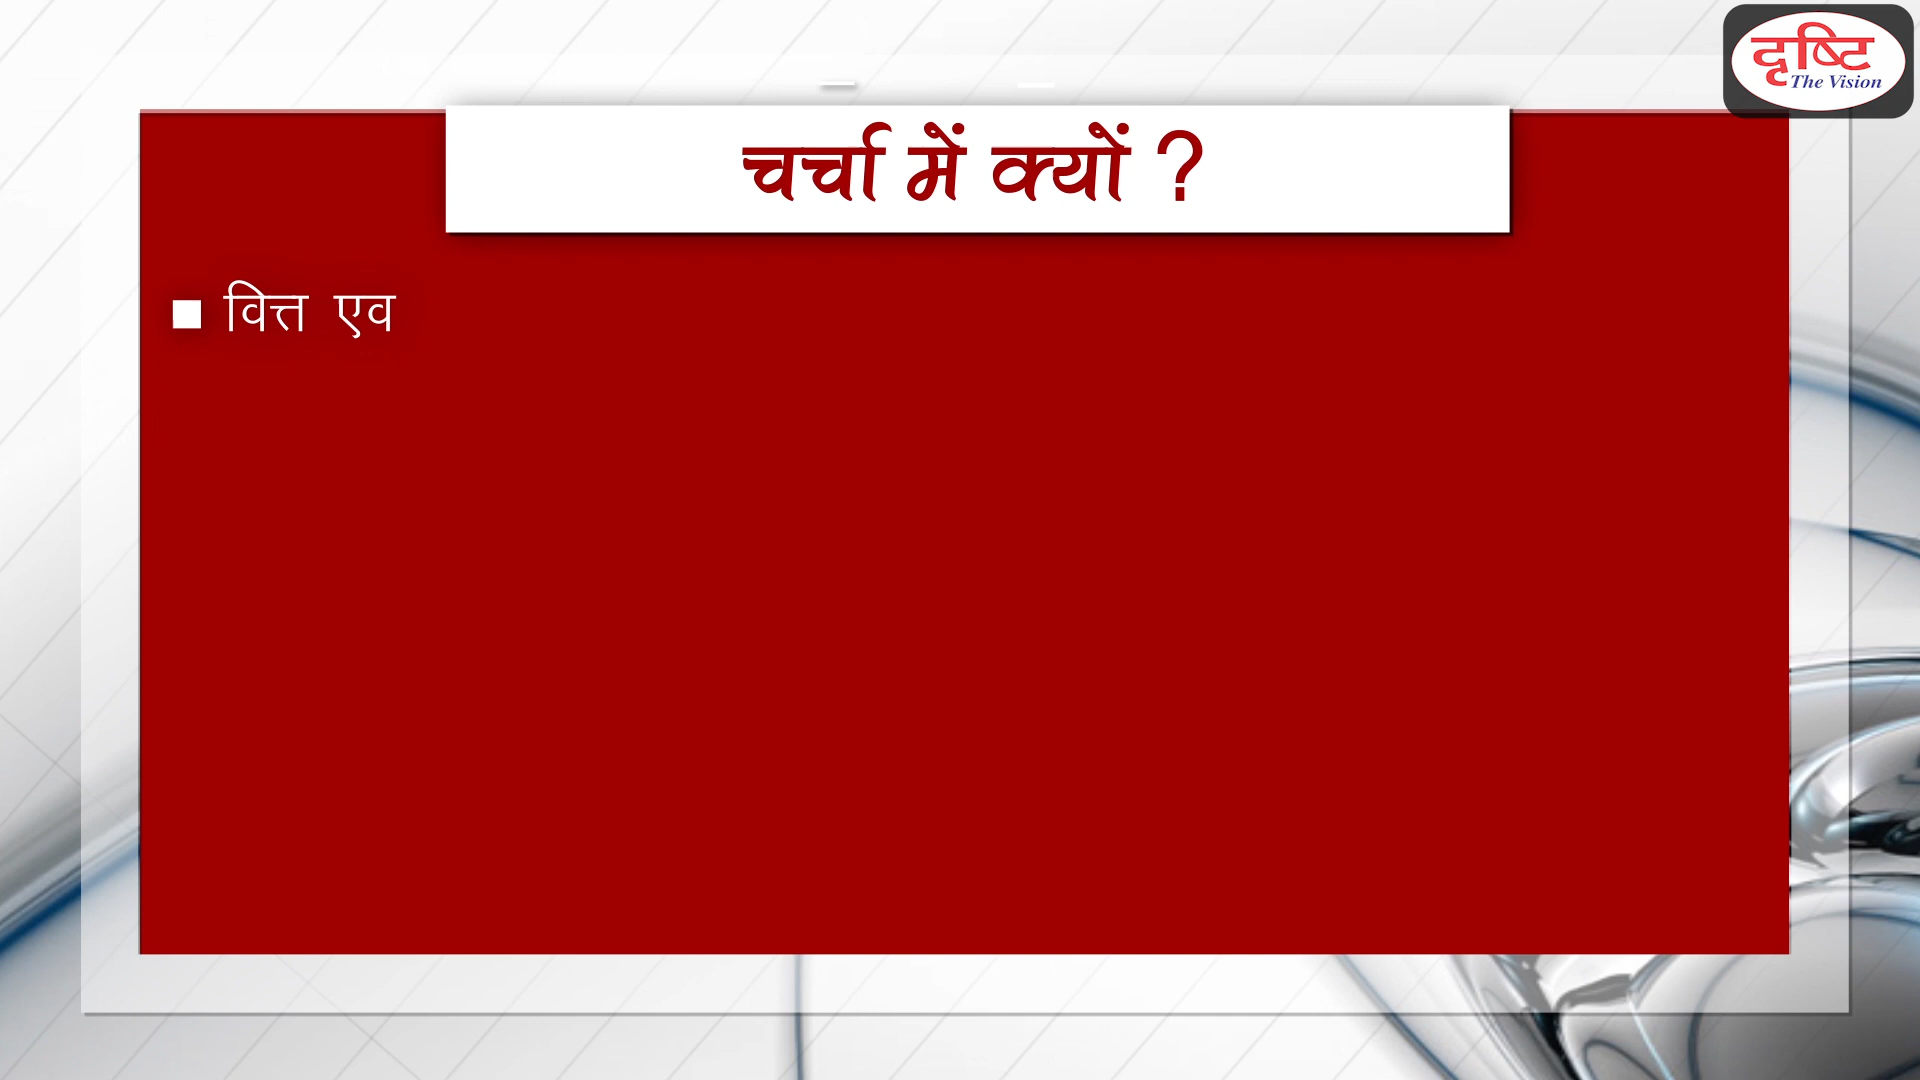 दृष्टि
The Vision
चर्चा में क्यों ?
■ वित्त एव